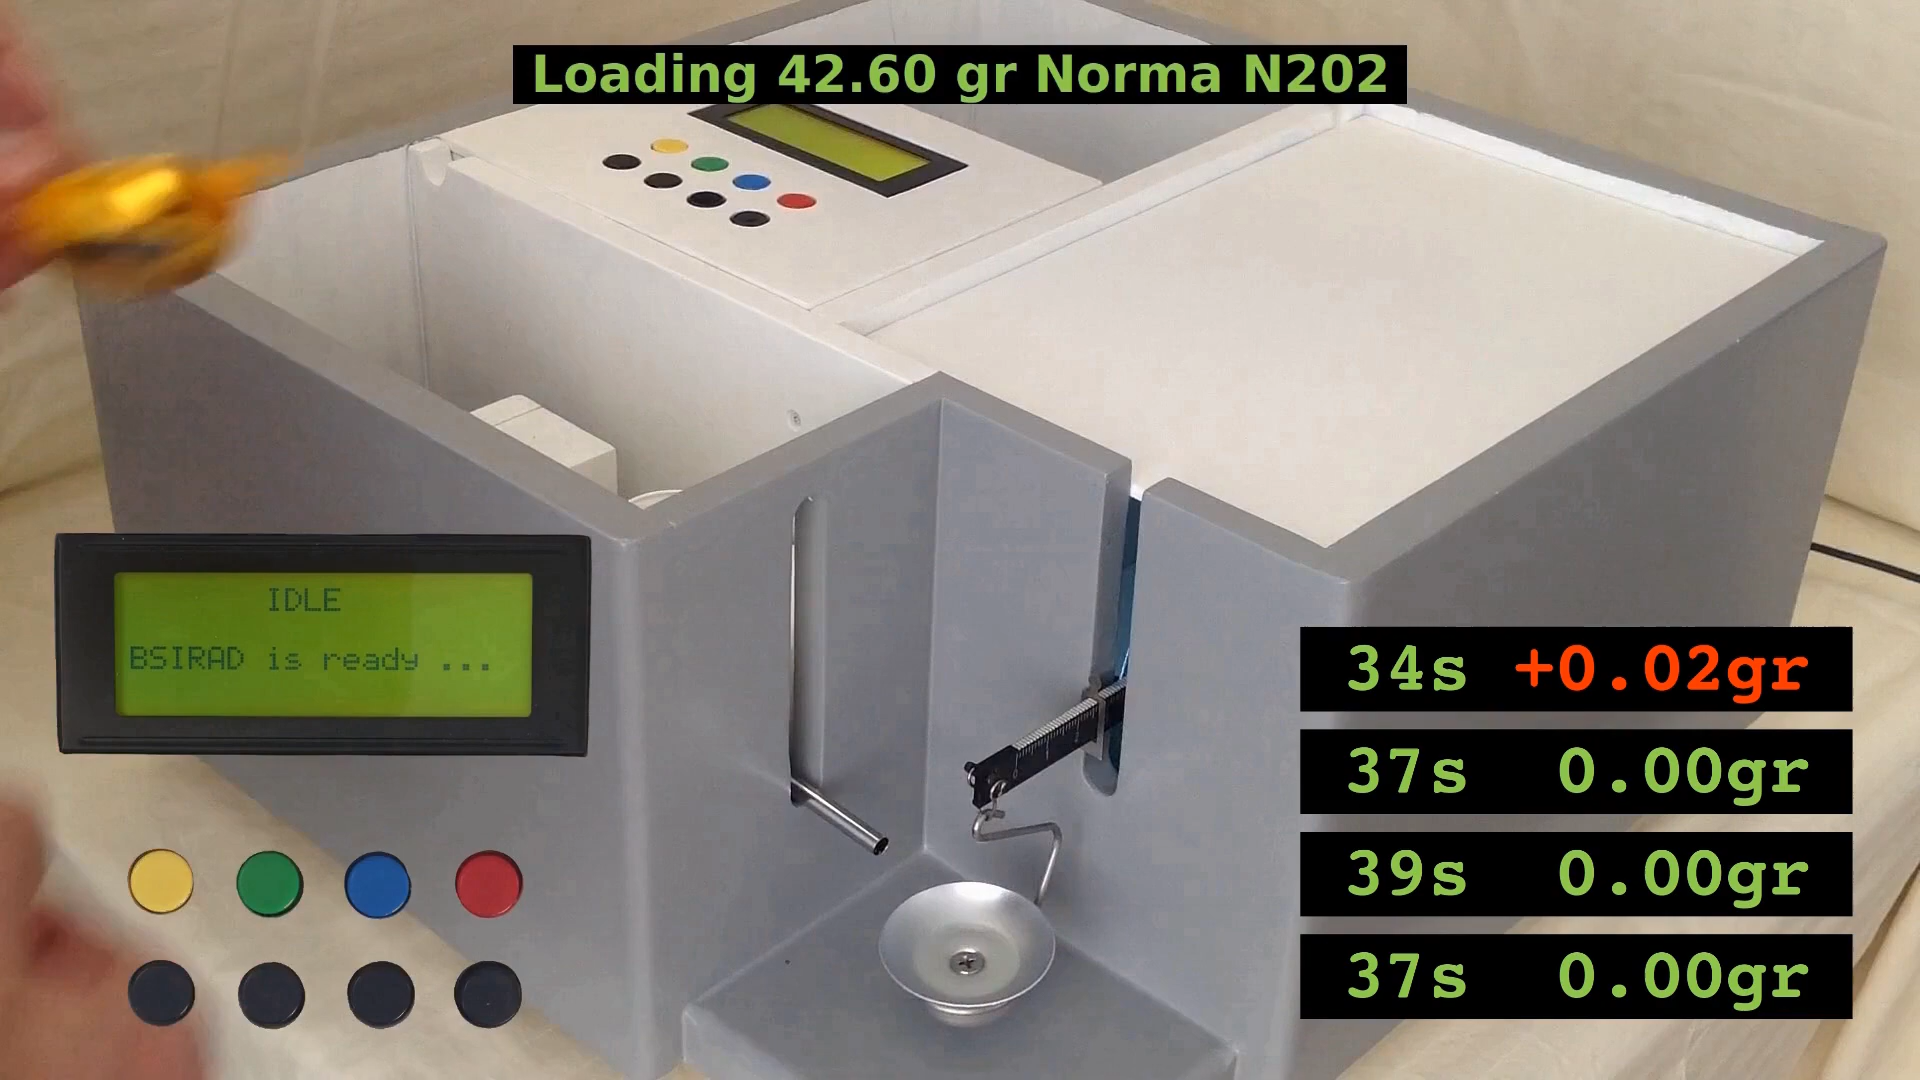 Loading 42.60 gr Norma N202
IDLE
BSIRAD is ready ...
34s +0.02gr
37s 0.00gr
39s 0.00gr
37s 0.00gr